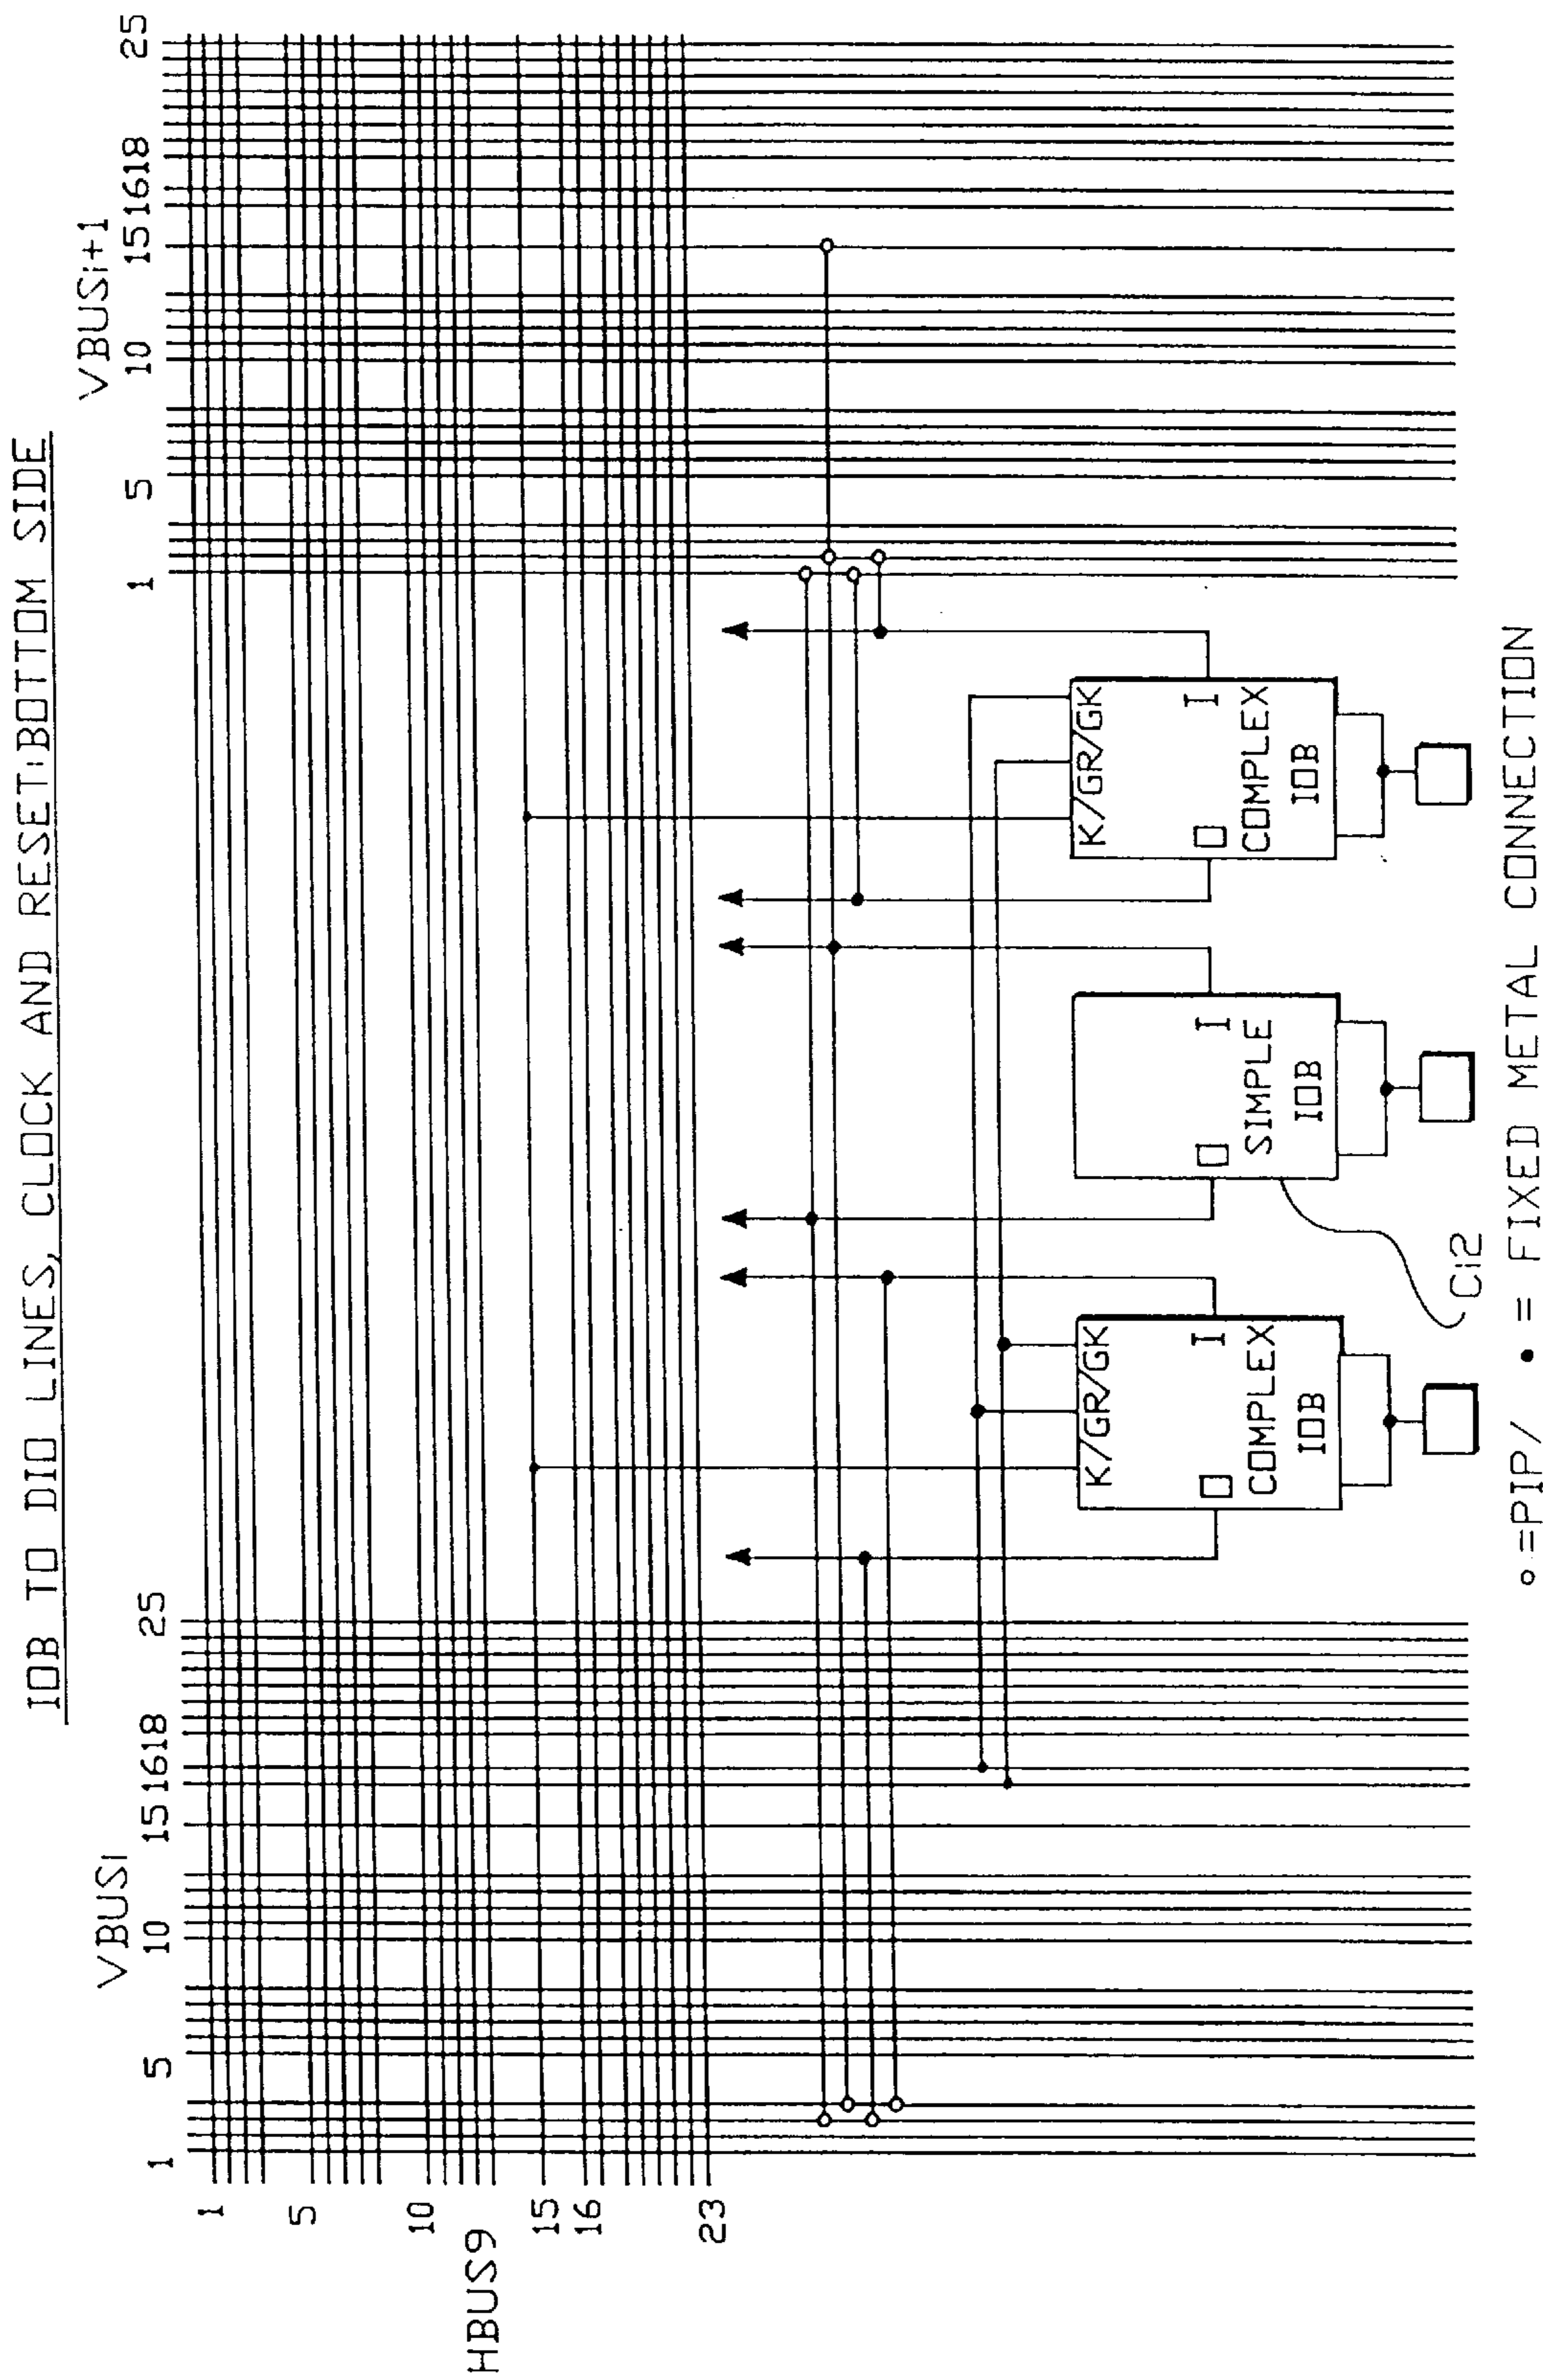 IOB TO DIO LINES, CLOCK AND RESET:BOTTOM SIDE
VBUSi
VBUSi+1
1 5 10 15 16 18 25
1 5 10 15 16 18 25
1
5
10
HBUS9
15
16
23
K/GR/GK
O I
COMPLEX
IOB
O I
SIMPLE
IOB
K/GR/GK
O I
COMPLEX
IOB
Ci2
o=PIP/ • = FIXED METAL CONNECTION